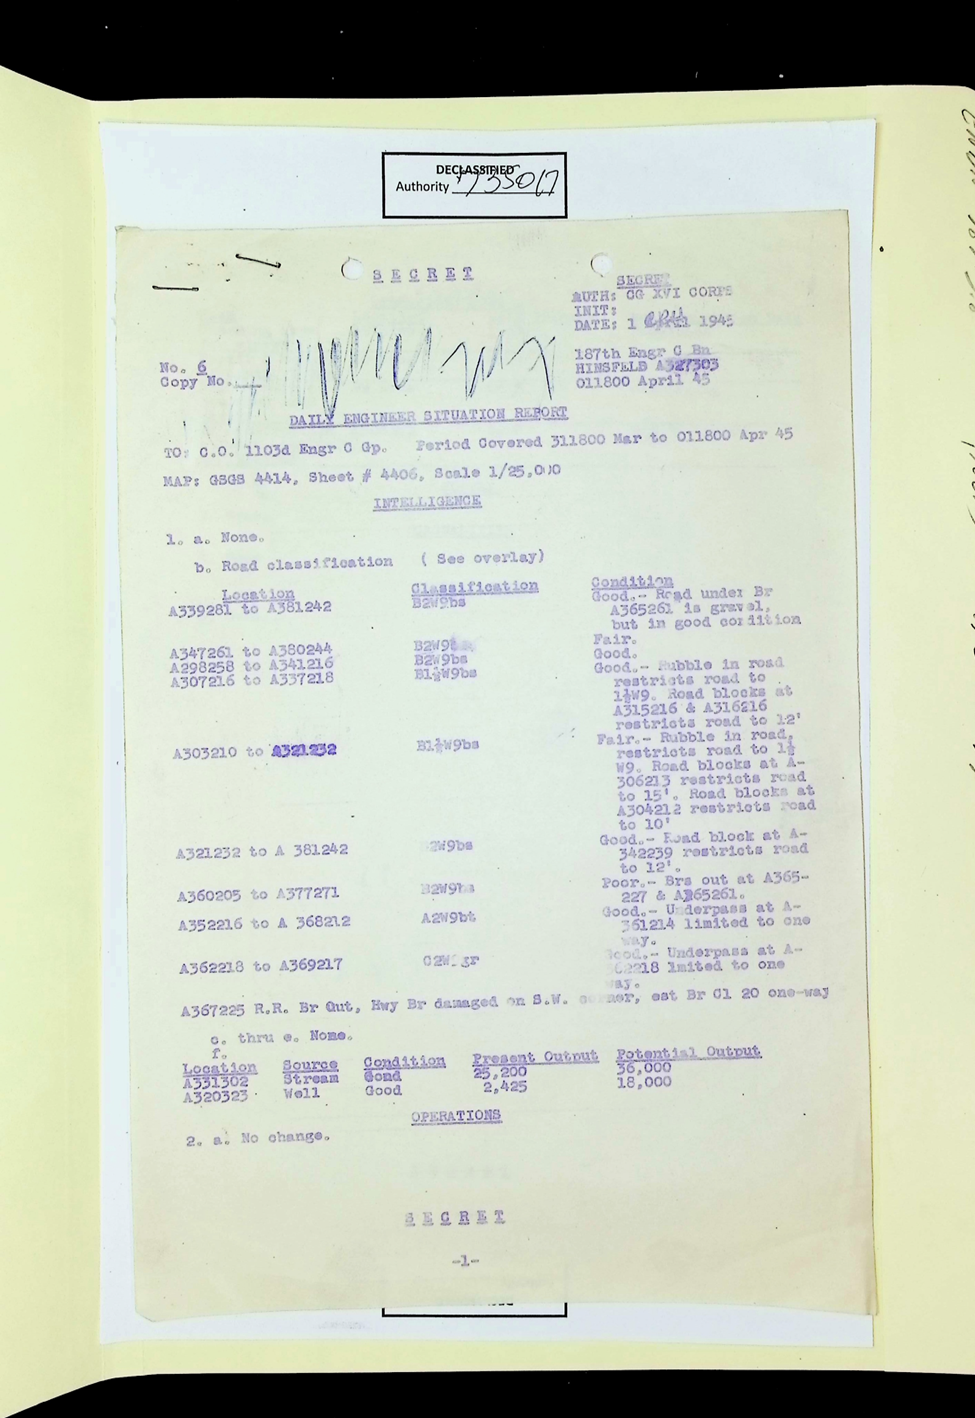 DECLASSIFIED
Authority 735017
S E C R E T
SECRET
AUTH: CG XVI CORPS
INIT:
DATE: 1 April 1945
187th Engr C Bn
HINSFELD A327303
011800 April 45
No. 6
Copy No.
DAILY ENGINEER SITUATION REPORT
TO: C.O. 1103d Engr C Gp. Period Covered 311800 Mar to 011800 Apr 45
MAP: GSGS 4414, Sheet # 4406, Scale 1/25,000
INTELLIGENCE
1. a. None.
b. Road classification ( See overlay)
Location Classification Condition
A339281 to A381242 B2W9bs Good.- Road under Br
A365261 is gravel,
but in good condition
A347261 to A380244 B2W9b Fair.
A298258 to A341216 B2W9bs Good.
A307216 to A337218 B1½W9bs Good.- Rubble in road
restricts road to
1½W9. Road blocks at
A315216 & A316216
restricts road to 12'
A303210 to A321232 B1½W9bs Fair.- Rubble in road,
restricts road to 1½
W9. Road blocks at A-
306213 restricts road
to 15'. Road blocks at
A304212 restricts road
to 10'
A321232 to A 381242 2W9bs Good.- Road block at A-
342239 restricts road
to 12'.
A360205 to A377271 B2W9bs Poor.- Brs out at A365-
227 & A365261.
A352216 to A 368212 A2W9bt Good.- Underpass at A-
361214 limited to one
way.
A362218 to A369217 C2W gr Good.- Underpass at A-
362218 lmited to one
way.
A367225 R.R. Br Out, Hwy Br damaged on S.W. corner, est Br Cl 20 one-way
c. thru e. None.
f.
Location Source Condition Present Output Potential Output
A331302 Stream Good 25,200 36,000
A320323 Well Good 2,425 18,000
OPERATIONS
2. a. No change.
S E C R E T
-1-